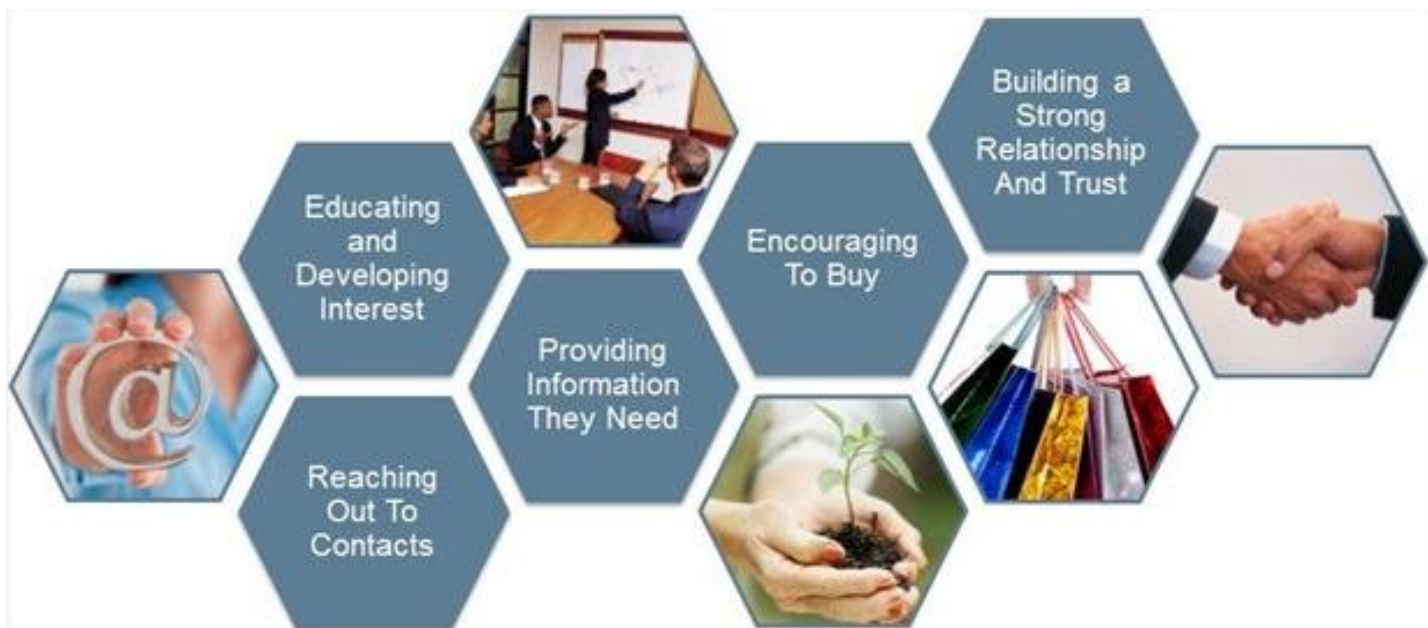 Educating
and
Developing
Interest
Reaching
Out To
Contacts
Providing
Information
They Need
Encouraging
To Buy
Building a
Strong
Relationship
And Trust
@